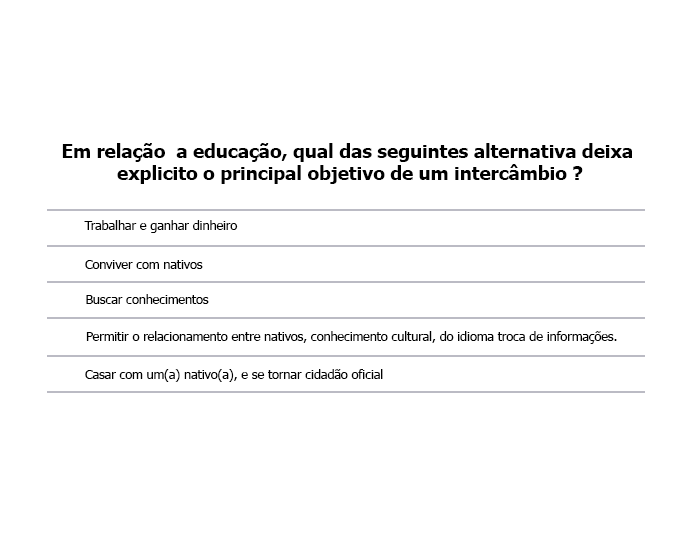 Em relação  a educação, qual das seguintes alternativa deixa
explicito o principal objetivo de um intercâmbio ?
Trabalhar e ganhar dinheiro
Conviver com nativos
Buscar conhecimentos
Permitir o relacionamento entre nativos, conhecimento cultural, do idioma troca de informações.
Casar com um(a) nativo(a), e se tornar cidadão oficial